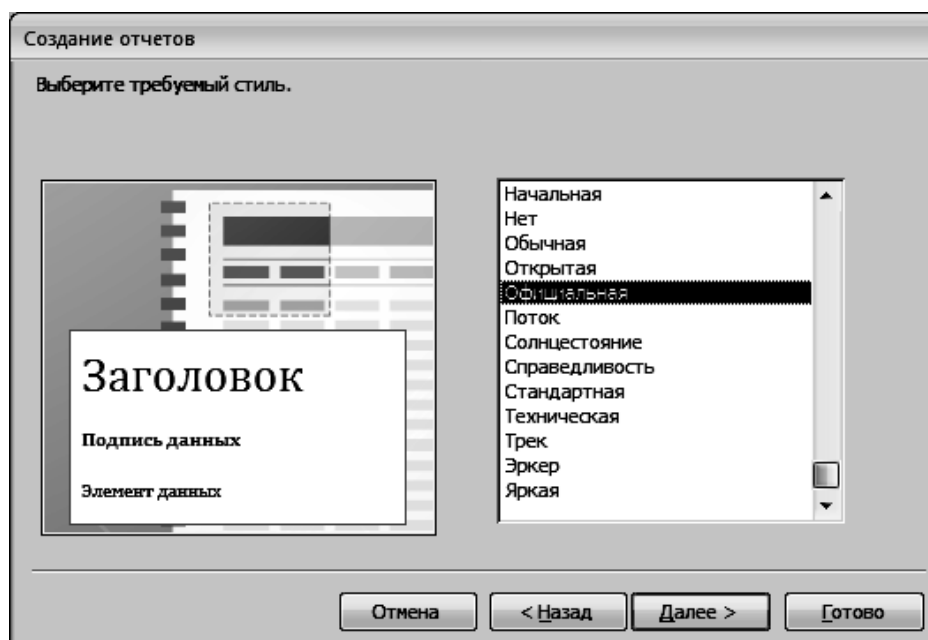 Создание отчетов
Выберите требуемый стиль.
Заголовок
Подпись данных
Элемент данных
Начальная
Нет
Обычная
Открытая
Официальная
Поток
Солнцестояние
Справедливость
Стандартная
Техническая
Трек
Эркер
Яркая
Отмена
< Назад
Далее >
Готово